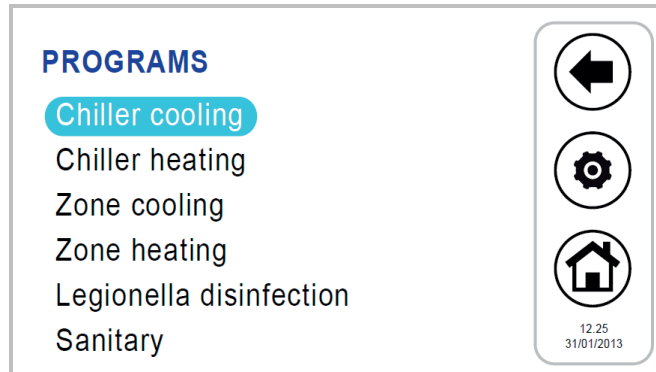 PROGRAMS
Chiller cooling
Chiller heating
Zone cooling
Zone heating
Legionella disinfection
Sanitary
12.25
31/01/2013